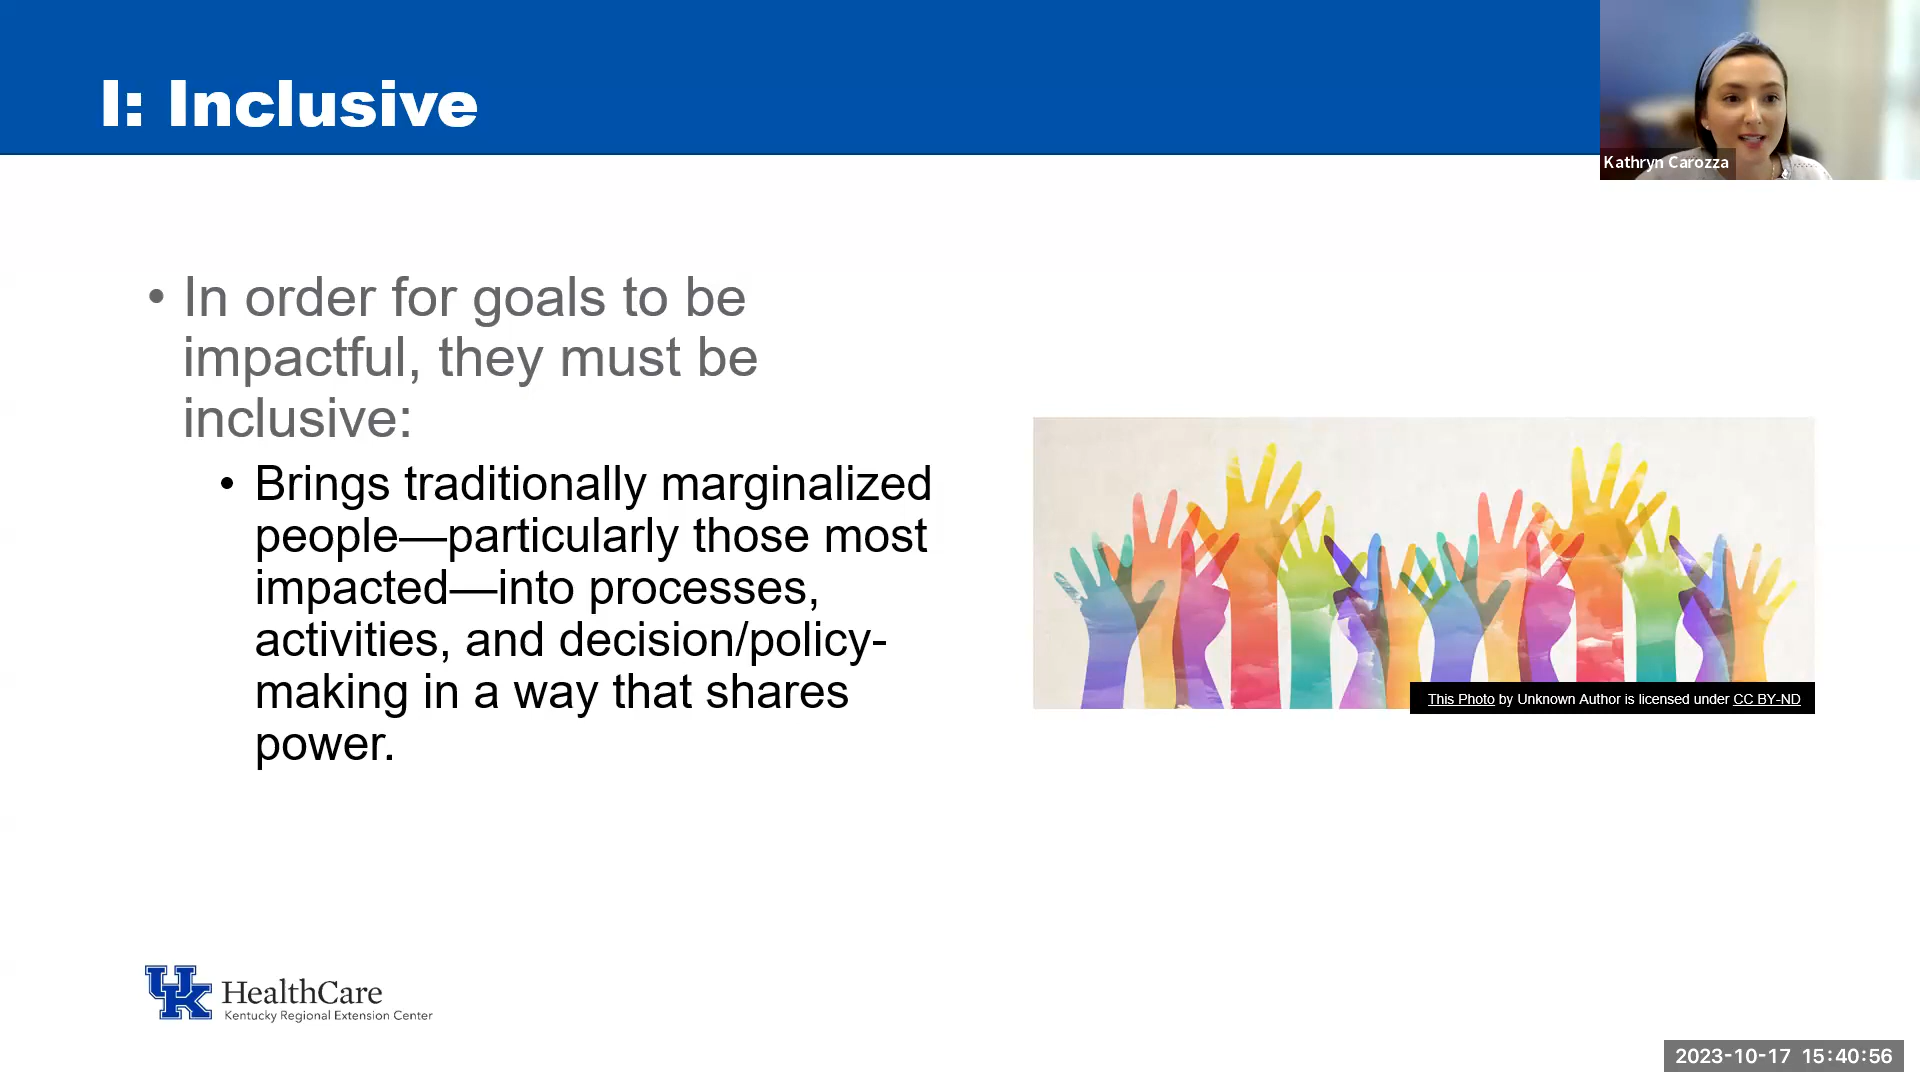 I: Inclusive
Kathryn Carozza
• In order for goals to be
impactful, they must be
inclusive:
• Brings traditionally marginalized
people—particularly those most
impacted—into processes,
activities, and decision/policy-
making in a way that shares
power.
This Photo by Unknown Author is licensed under CC BY-ND
UK HealthCare
Kentucky Regional Extension Center
2023-10-17 15:40:56